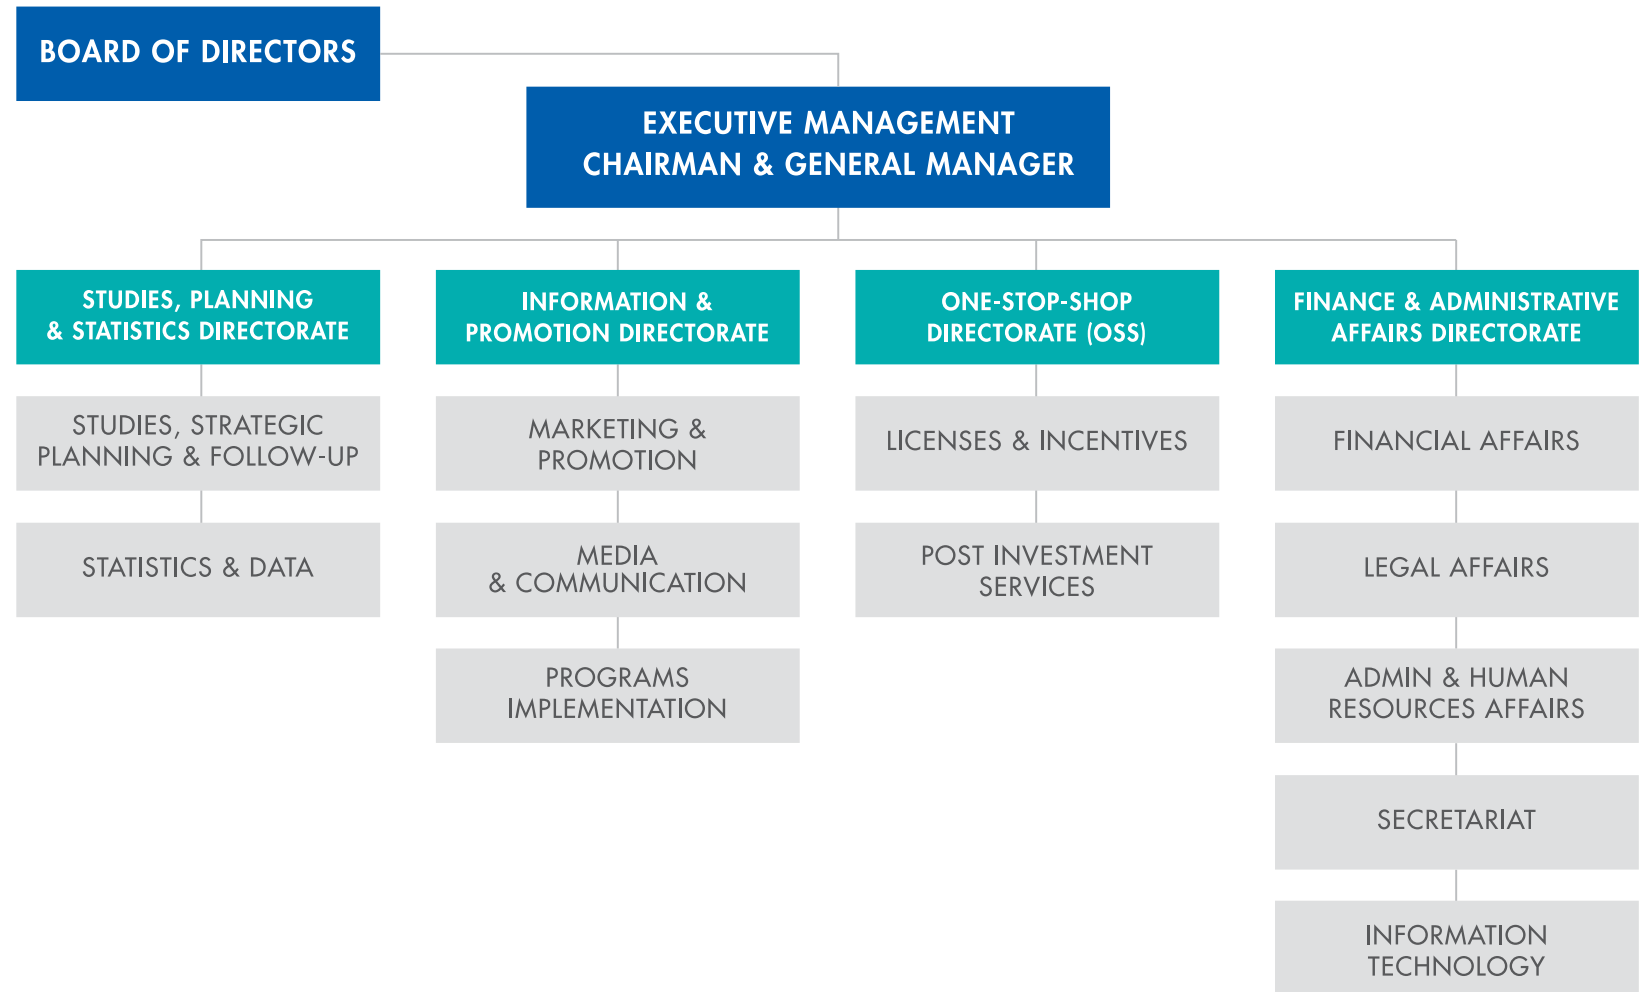 BOARD OF DIRECTORS
EXECUTIVE MANAGEMENT
CHAIRMAN & GENERAL MANAGER
STUDIES, PLANNING
& STATISTICS DIRECTORATE
STUDIES, STRATEGIC
PLANNING & FOLLOW-UP
STATISTICS & DATA
INFORMATION &
PROMOTION DIRECTORATE
MARKETING &
PROMOTION
MEDIA
& COMMUNICATION
PROGRAMS
IMPLEMENTATION
ONE-STOP-SHOP
DIRECTORATE (OSS)
LICENSES & INCENTIVES
POST INVESTMENT
SERVICES
FINANCE & ADMINISTRATIVE
AFFAIRS DIRECTORATE
FINANCIAL AFFAIRS
LEGAL AFFAIRS
ADMIN & HUMAN
RESOURCES AFFAIRS
SECRETARIAT
INFORMATION
TECHNOLOGY